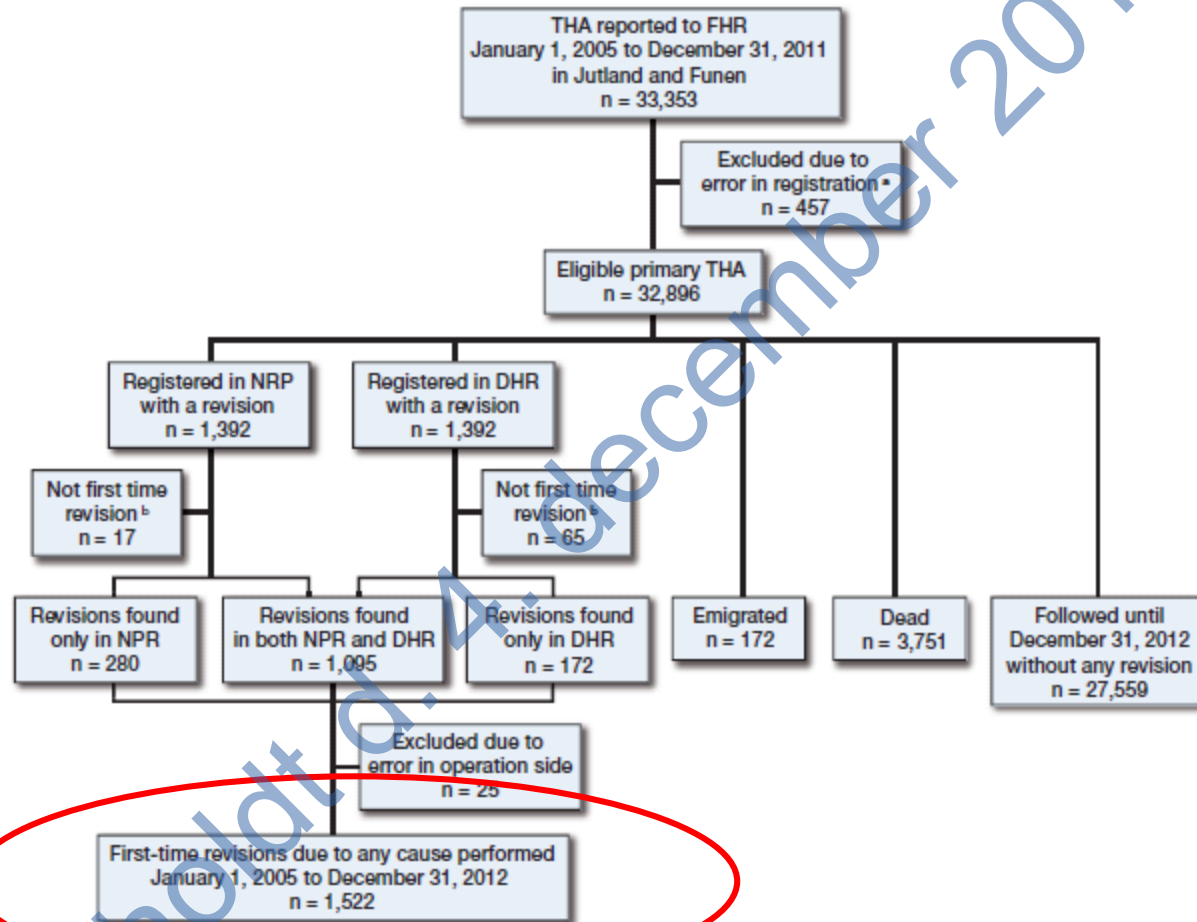 THA reported to FHR
January 1, 2005 to December 31, 2011
in Jutland and Funen
n = 33,353
Excluded due to
error in registration ª
n = 457
Eligible primary THA
n = 32,896
Registered in NRP
with a revision
n = 1,392
Registered in DHR
with a revision
n = 1,392
Not first time
revision ᵇ
n = 17
Not first time
revision ᵇ
n = 65
Revisions found
only in NPR
n = 280
Revisions found
in both NPR and DHR
n = 1,095
Revisions found
only in DHR
n = 172
Emigrated
n = 172
Dead
n = 3,751
Followed until
December 31, 2012
without any revision
n = 27,559
Excluded due to
error in operation side
n = 25
First-time revisions due to any cause performed
January 1, 2005 to December 31, 2012
n = 1,522
d. 4. december